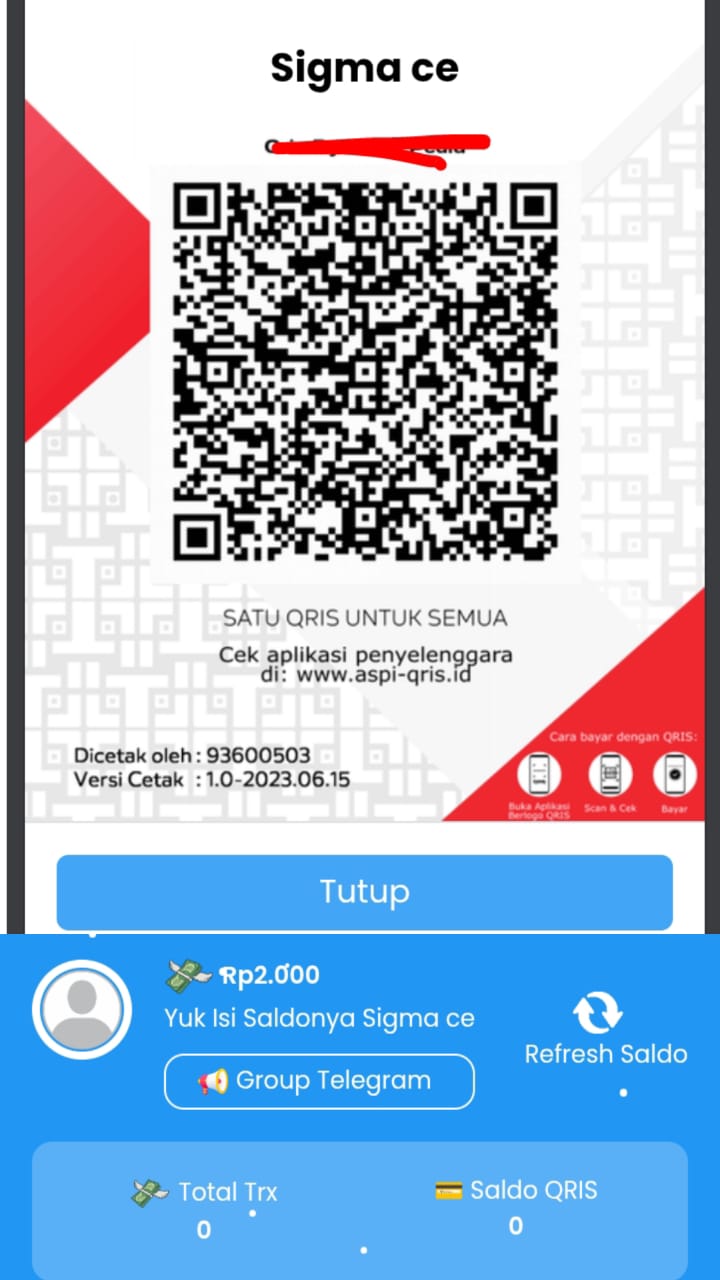 Sigma ce
SATU QRIS UNTUK SEMUA
Cek aplikasi penyelenggara
di: www.aspi-qris.id
Dicetak oleh : 93600503
Versi Cetak : 1.0-2023.06.15
Cara bayar dengan QRIS:
Buka Aplikasi
Berlogo QRIS
Scan & Cek
Bayar
Tutup
Rp2.000
Yuk Isi Saldonya Sigma ce
Group Telegram
Refresh Saldo
Total Trx
0
Saldo QRIS
0